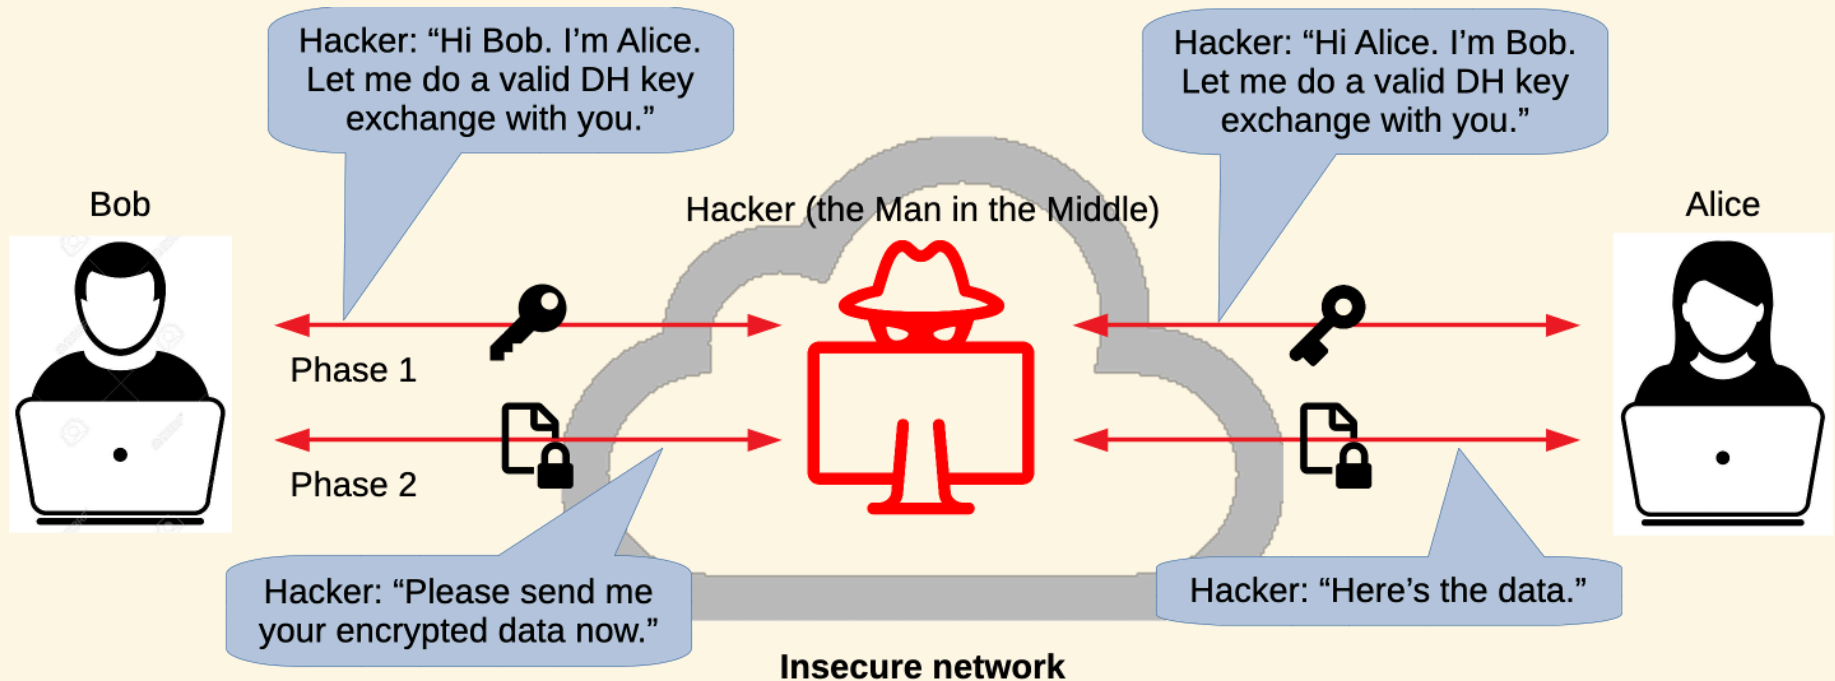 Hacker: “Hi Bob. I’m Alice.
Let me do a valid DH key
exchange with you.”
Hacker: “Hi Alice. I’m Bob.
Let me do a valid DH key
exchange with you.”
Bob
Hacker (the Man in the Middle)
Alice
Phase 1
Phase 2
Hacker: “Please send me
your encrypted data now.”
Hacker: “Here’s the data.”
Insecure network